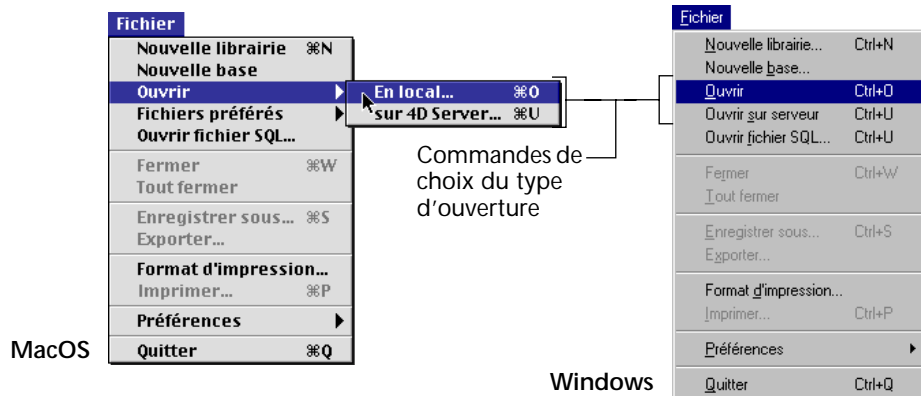 Fichier
Nouvelle librairie ⌘N
Nouvelle base
Ouvrir
Fichiers préférés
Ouvrir fichier SQL...
Fermer ⌘W
Tout fermer
Enregistrer sous... ⌘S
Exporter...
Format d'impression...
Imprimer... ⌘P
Préférences
Quitter ⌘Q
MacOS
En local... ⌘O
sur 4D Server... ⌘U
Commandes de
choix du type
d'ouverture
Fichier
Nouvelle librairie... Ctrl+N
Nouvelle base...
Ouvrir Ctrl+O
Ouvrir sur serveur Ctrl+U
Ouvrir fichier SQL... Ctrl+U
Fermer Ctrl+W
Tout fermer
Enregistrer sous... Ctrl+S
Exporter...
Format d'impression...
Imprimer... Ctrl+P
Préférences
Quitter Ctrl+Q
Windows